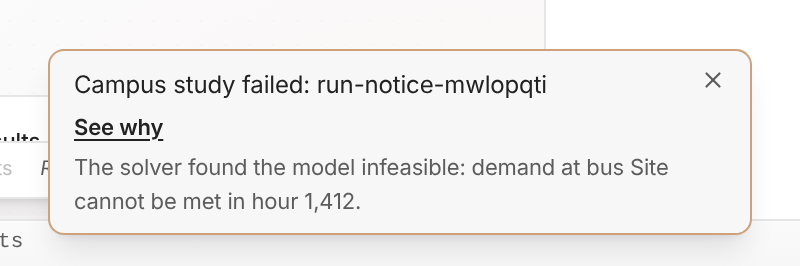 Campus study failed: run-notice-mwlopqti
See why
The solver found the model infeasible: demand at bus Site
cannot be met in hour 1,412.